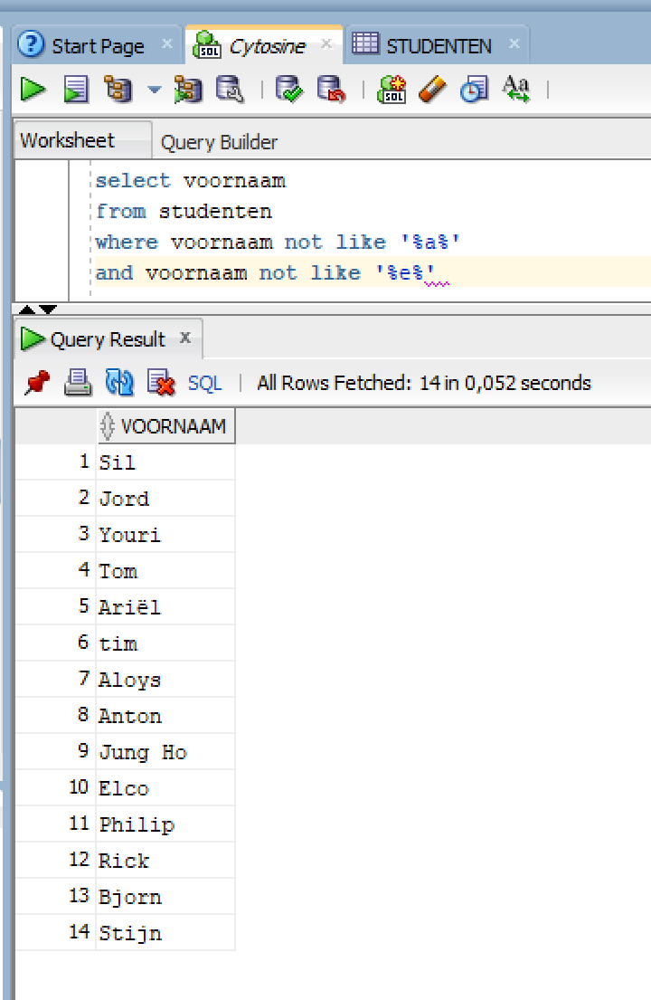 Start Page × Cytosine × STUDENTEN ×
SQL SQL Aa
Worksheet Query Builder
select voornaam
from studenten
where voornaam not like '%a%'
and voornaam not like '%e%'
Query Result x
SQL | All Rows Fetched: 14 in 0,052 seconds
VOORNAAM
1 Sil
2 Jord
3 Youri
4 Tom
5 Ariël
6 tim
7 Aloys
8 Anton
9 Jung Ho
10 Elco
11 Philip
12 Rick
13 Bjorn
14 Stijn